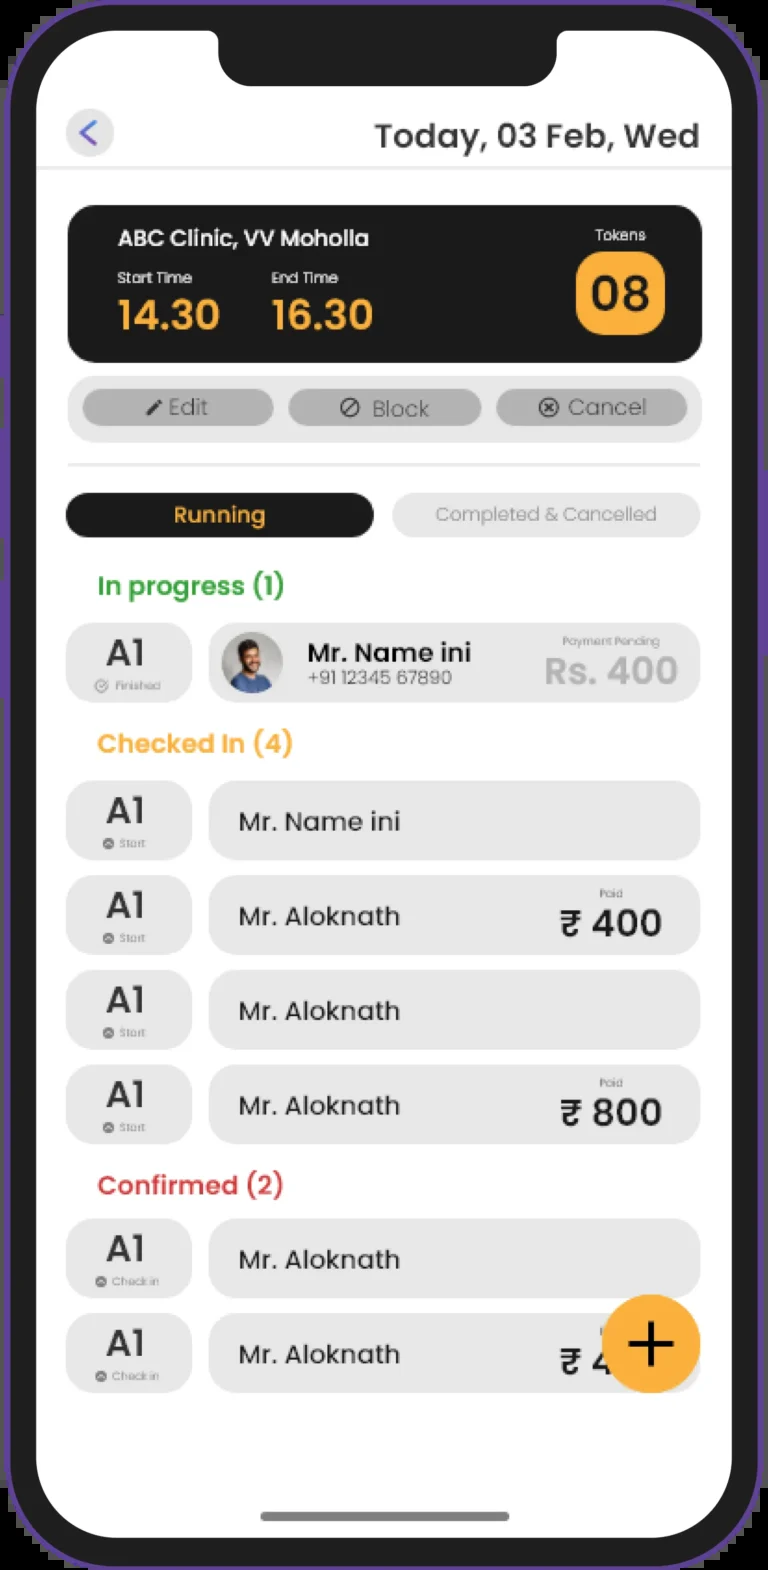 Today, 03 Feb, Wed
ABC Clinic, VV Moholla
Tokens
Start Time End Time
14.30 16.30
08
Edit Block Cancel
Running Completed & Cancelled
In progress (1)
A1
Finished
Mr. Name ini
+91 12345 67890
Payment Pending
Rs. 400
Checked In (4)
A1
Start
Mr. Name ini
A1
Start
Mr. Aloknath
Paid
₹ 400
A1
Start
Mr. Aloknath
A1
Start
Mr. Aloknath
Paid
₹ 800
Confirmed (2)
A1
Check in
Mr. Aloknath
A1
Check in
Mr. Aloknath
₹ 4